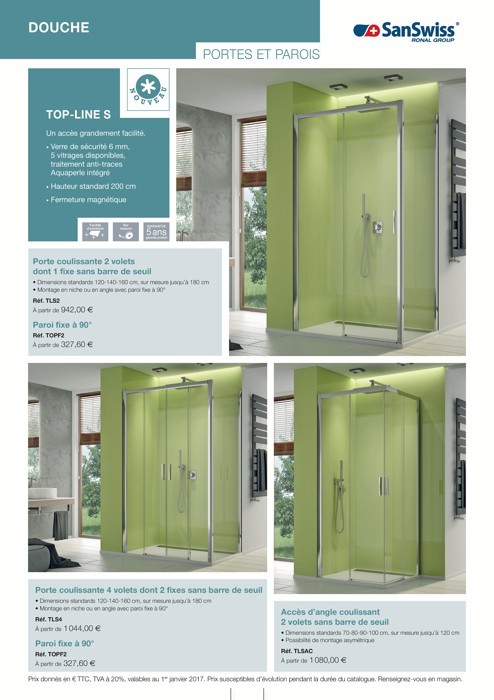 DOUCHE
SanSwiss
RONAL GROUP
PORTES ET PAROIS
NOUVEAU
TOP-LINE S
Un accès grandement facilité.
• Verre de sécurité 6 mm,
5 vitrages disponibles,
traitement anti-traces
Aquaperle intégré
• Hauteur standard 200 cm
• Fermeture magnétique
GARANTIE
5 ans
Porte coulissante 2 volets
dont 1 fixe sans barre de seuil
• Dimensions standards 120-140-160 cm, sur mesure jusqu'à 180 cm
• Montage en niche ou en angle avec paroi fixe à 90°
Réf. TLS2
À partir de 942,00 €
Paroi fixe à 90°
Réf. TOPF2
À partir de 327,60 €
Porte coulissante 4 volets dont 2 fixes sans barre de seuil
• Dimensions standards 120-140-160 cm, sur mesure jusqu'à 180 cm
• Montage en niche ou en angle avec paroi fixe à 90°
Réf. TLS4
À partir de 1 044,00 €
Paroi fixe à 90°
Réf. TOPF2
À partir de 327,60 €
Accès d'angle coulissant
2 volets sans barre de seuil
• Dimensions standards 70-80-90-100 cm, sur mesure jusqu'à 120 cm
• Possibilité de montage asymétrique
Réf. TLSAC
À partir de 1 080,00 €
Prix donnés en € TTC, TVA à 20%, valables au 1er janvier 2017. Prix susceptibles d'évolution pendant la durée du catalogue. Renseignez-vous en magasin.